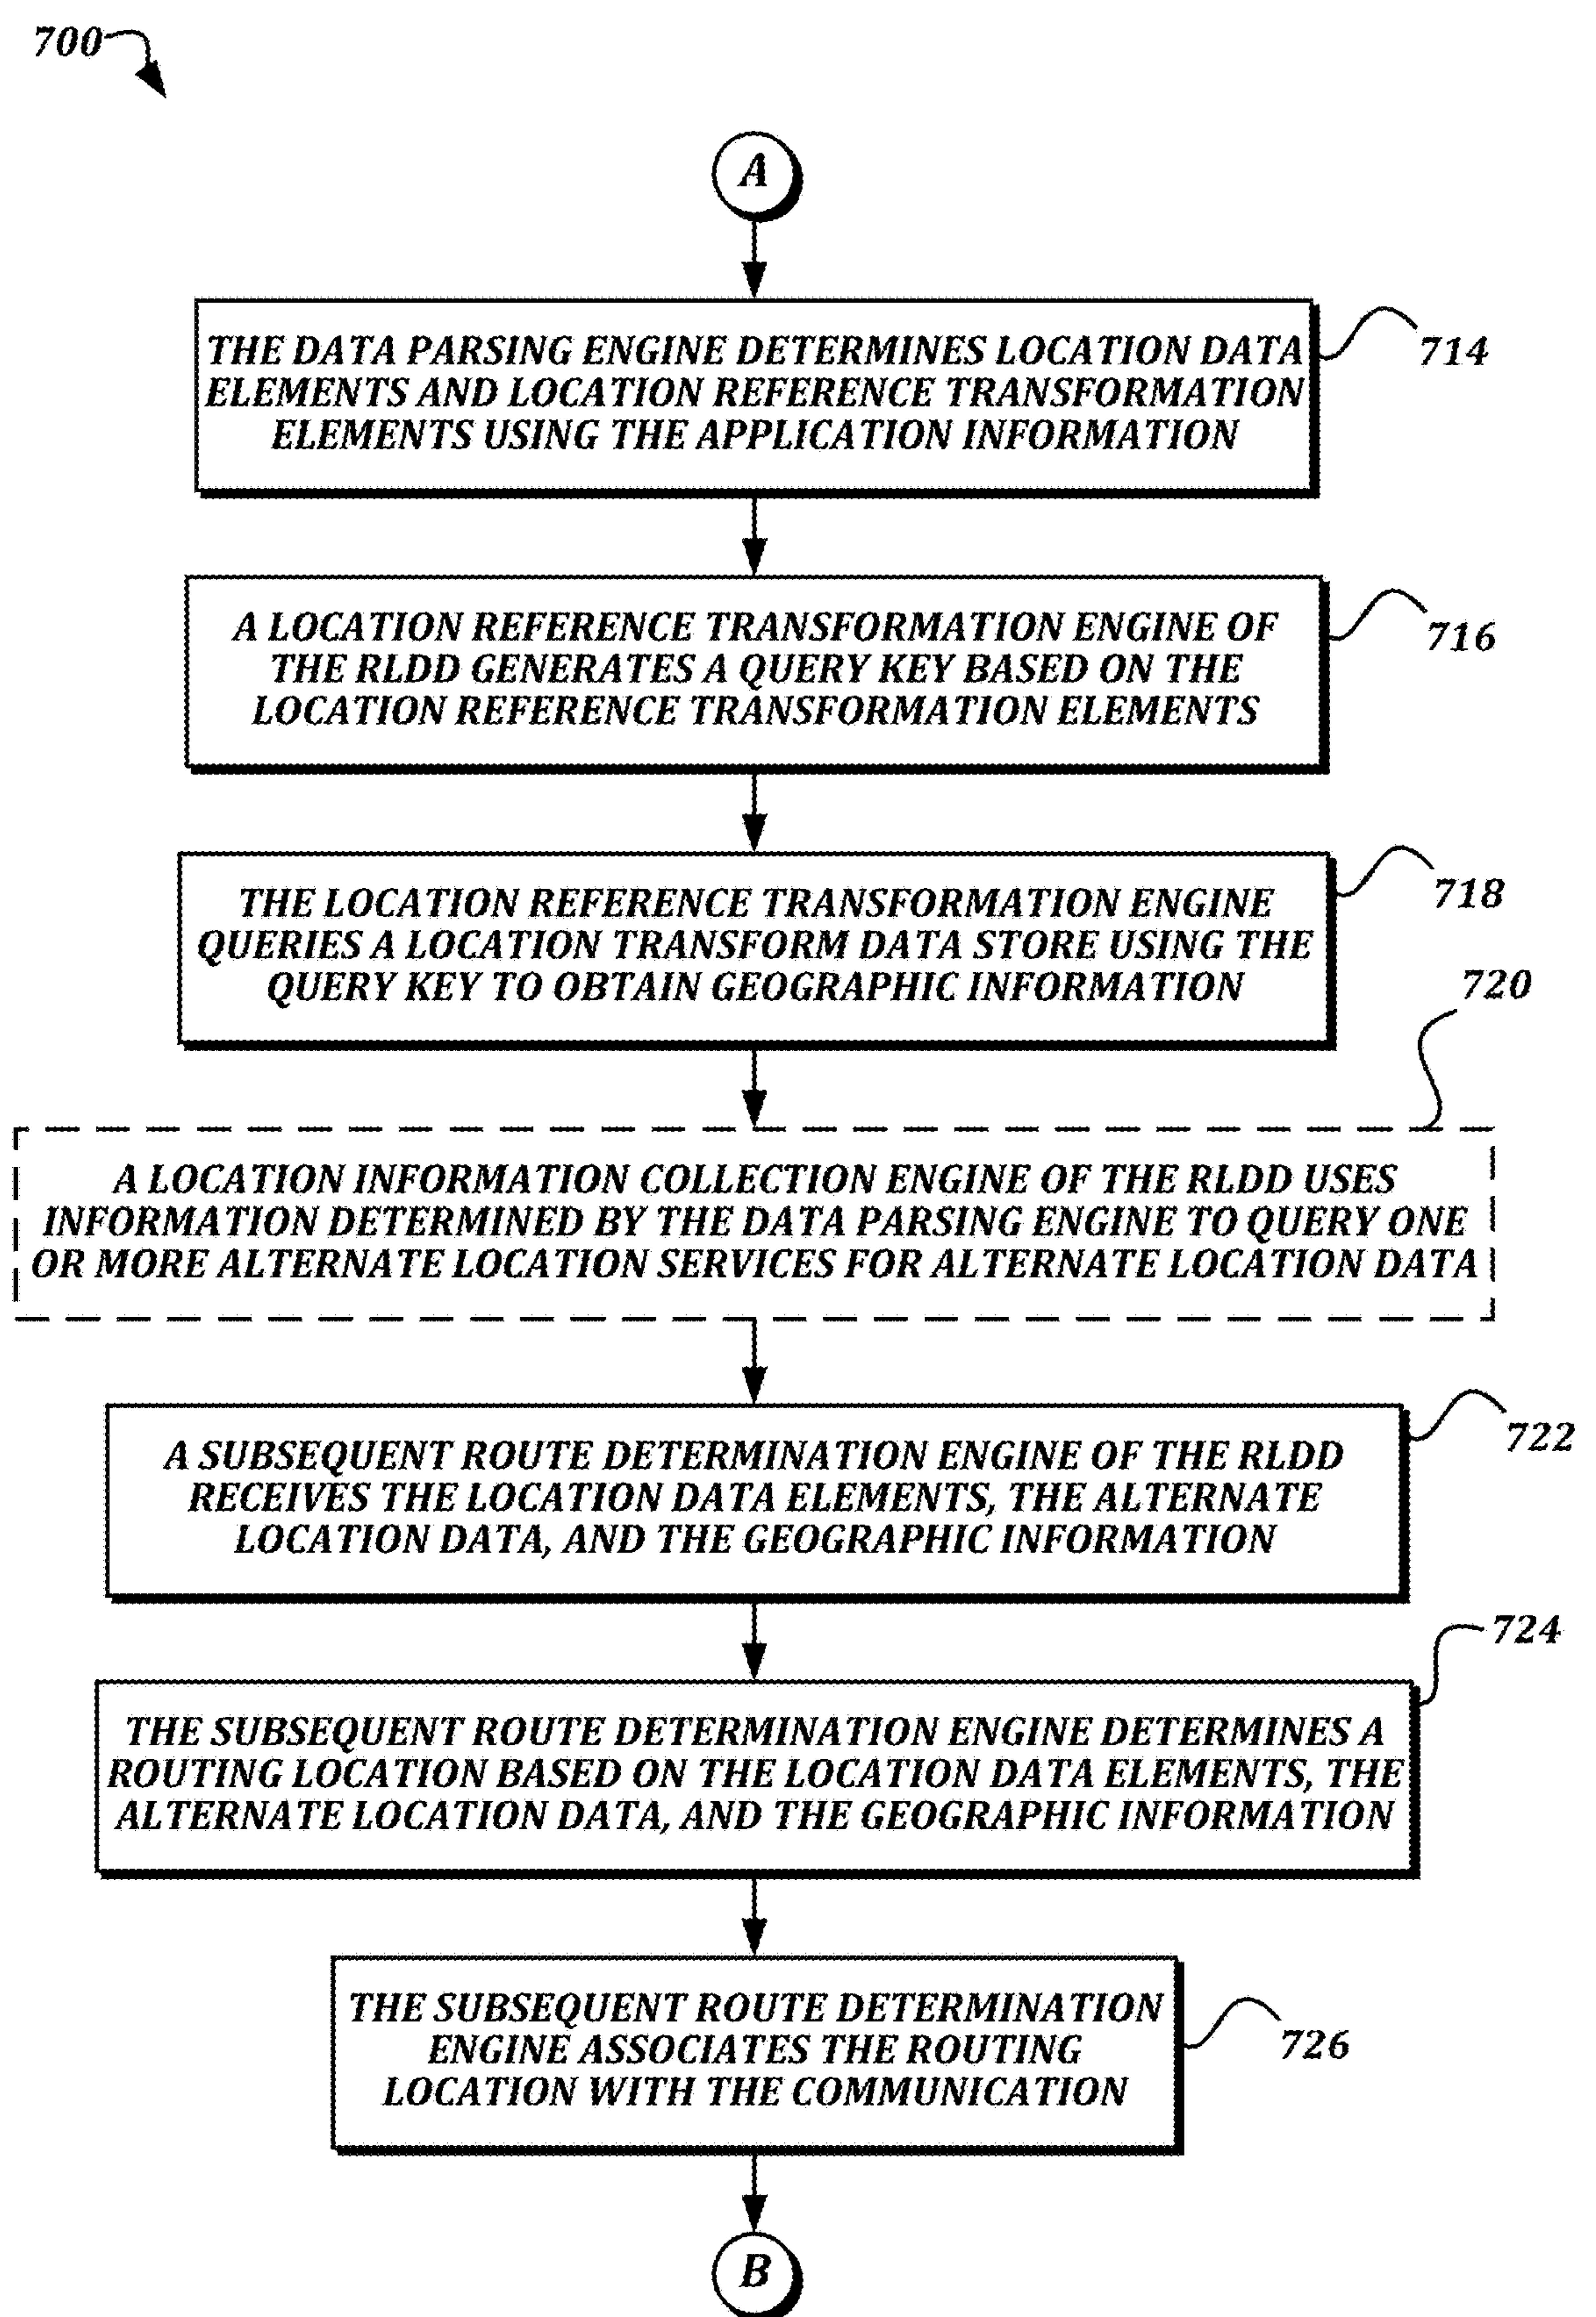 700
A
THE DATA PARSING ENGINE DETERMINES LOCATION DATA
ELEMENTS AND LOCATION REFERENCE TRANSFORMATION
ELEMENTS USING THE APPLICATION INFORMATION
714
A LOCATION REFERENCE TRANSFORMATION ENGINE OF
THE RLDD GENERATES A QUERY KEY BASED ON THE
LOCATION REFERENCE TRANSFORMATION ELEMENTS
716
THE LOCATION REFERENCE TRANSFORMATION ENGINE
QUERIES A LOCATION TRANSFORM DATA STORE USING THE
QUERY KEY TO OBTAIN GEOGRAPHIC INFORMATION
718
720
A LOCATION INFORMATION COLLECTION ENGINE OF THE RLDD USES
INFORMATION DETERMINED BY THE DATA PARSING ENGINE TO QUERY ONE
OR MORE ALTERNATE LOCATION SERVICES FOR ALTERNATE LOCATION DATA
A SUBSEQUENT ROUTE DETERMINATION ENGINE OF THE RLDD
RECEIVES THE LOCATION DATA ELEMENTS, THE ALTERNATE
LOCATION DATA, AND THE GEOGRAPHIC INFORMATION
722
724
THE SUBSEQUENT ROUTE DETERMINATION ENGINE DETERMINES A
ROUTING LOCATION BASED ON THE LOCATION DATA ELEMENTS, THE
ALTERNATE LOCATION DATA, AND THE GEOGRAPHIC INFORMATION
THE SUBSEQUENT ROUTE DETERMINATION
ENGINE ASSOCIATES THE ROUTING
LOCATION WITH THE COMMUNICATION
726
B